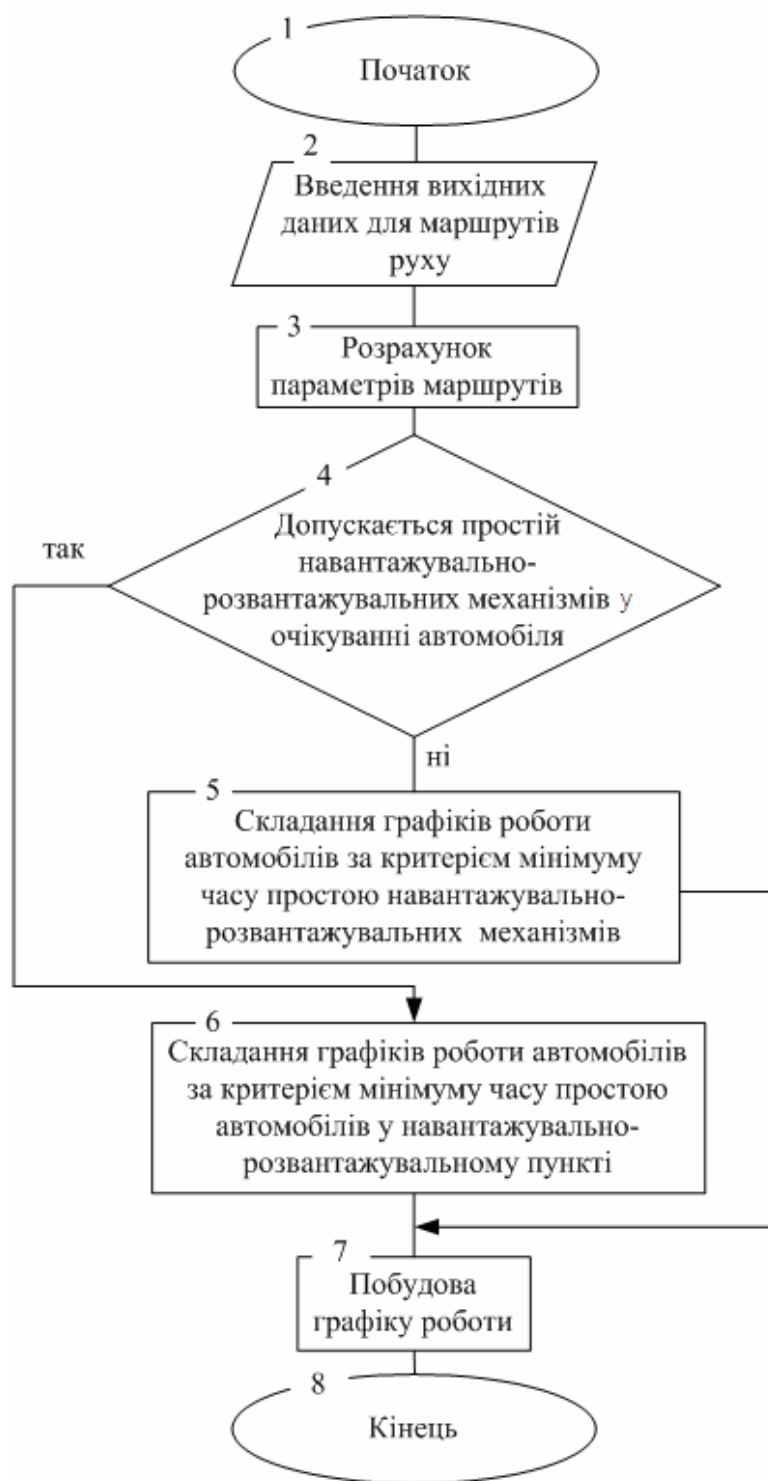 1
Початок
2
Введення вихідних
даних для маршрутів
руху
3
Розрахунок
параметрів маршрутів
4
Допускається простій
навантажувально-
розвантажувальних механізмів у
очікуванні автомобіля
так
ні
5
Складання графіків роботи
автомобілів за критерієм мінімуму
часу простою навантажувально-
розвантажувальних механізмів
6
Складання графіків роботи автомобілів
за критерієм мінімуму часу простою
автомобілів у навантажувально-
розвантажувальному пункті
7
Побудова
графіку роботи
8
Кінець